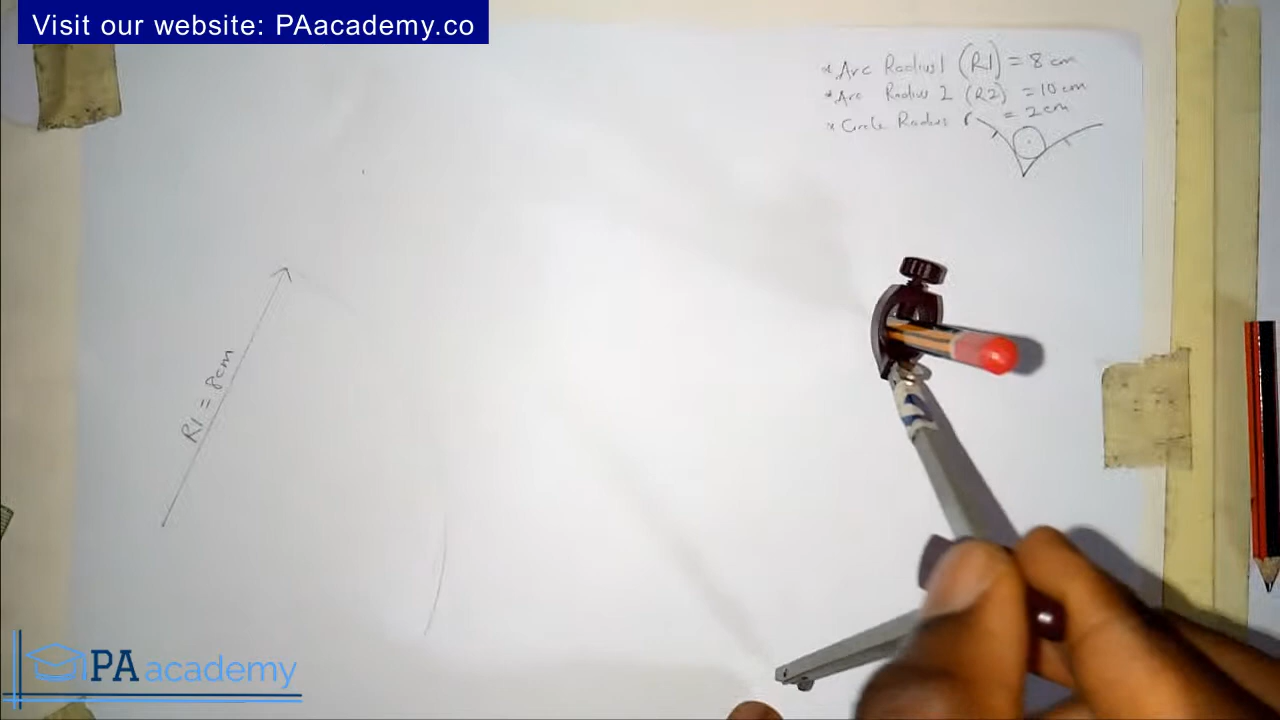 Visit our website: PAacademy.co
* Arc Radius 1 (R1) = 8 cm
* Arc Radius 2 (R2) = 10 cm
* Circle Radius r = 2 cm
R1 = 8cm
PA academy